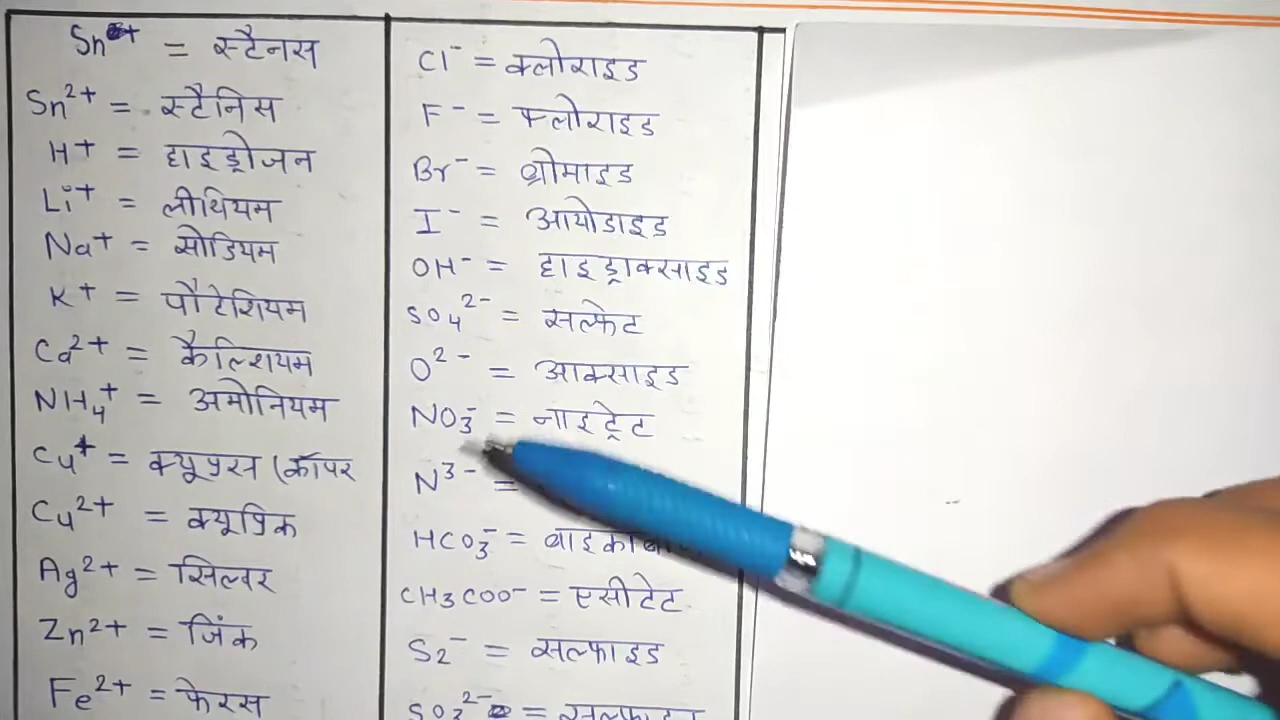 Sn + = स्टैनस
Sn²⁺ = स्टैनिस
H⁺ = हाइड्रोजन
Li⁺ = लीथियम
Na⁺ = सोडियम
K⁺ = पौटेशियम
Ca²⁺ = कैल्शियम
NH₄⁺ = अमोनियम
Cu⁺ = क्यूप्रस (कॉपर
Cu²⁺ = क्यूप्रिक
Ag²⁺ = सिल्वर
Zn²⁺ = जिंक
Fe²⁺ = फेरस
Cl⁻ = क्लोराइड
F⁻ = फ्लोराइड
Br⁻ = ब्रोमाइड
I⁻ = आयोडाइड
OH⁻ = हाइड्राक्साइड
SO₄²⁻ = सल्फेट
O²⁻ = आक्साइड
NO₃⁻ = नाइट्रेट
N³⁻ =
HCO₃⁻ =
CH₃COO⁻ = एसीटेट
S₂⁻ = सल्फाइड
SO₃²⁻ =